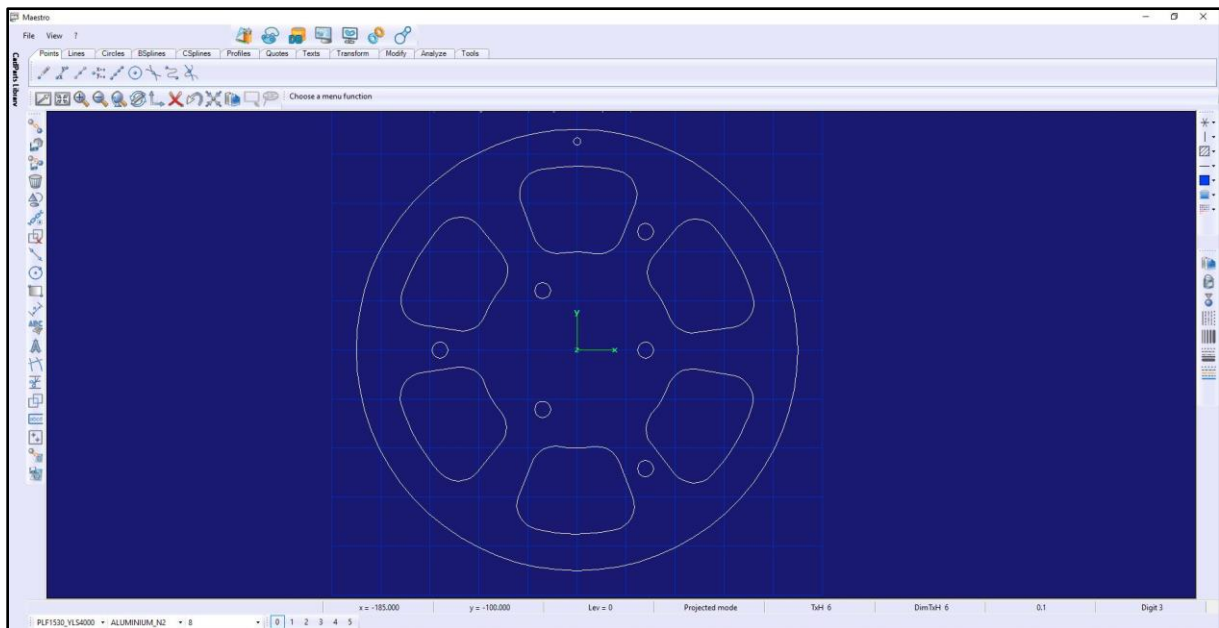 Maestro
File View ?
Points Lines Circles BSplines CSplines Profiles Quotes Texts Transform Modify Analyze Tools
Choose a menu function
CadParts Library
ABC
Y
Z X
x = -185.000 y = -100.000 Lev = 0 Projected mode TxH 6 DimTxH 6 0.1 Digit 3
PLF1530_YLS4000 ALUMINIUM_N2 8 0 1 2 3 4 5